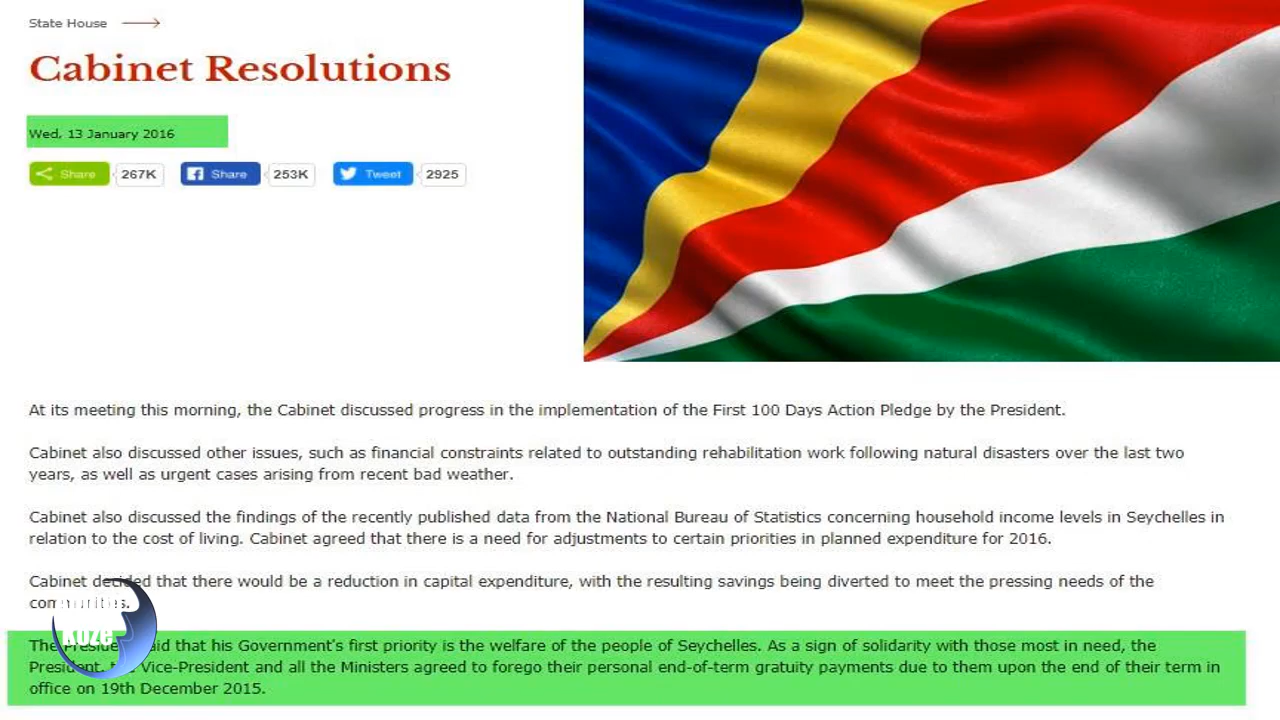 State House
Cabinet Resolutions
Wed, 13 January 2016
Share 267K Share 253K Tweet 2925
At its meeting this morning, the Cabinet discussed progress in the implementation of the First 100 Days Action Pledge by the President.
Cabinet also discussed other issues, such as financial constraints related to outstanding rehabilitation work following natural disasters over the last two
years, as well as urgent cases arising from recent bad weather.
Cabinet also discussed the findings of the recently published data from the National Bureau of Statistics concerning household income levels in Seychelles in
relation to the cost of living. Cabinet agreed that there is a need for adjustments to certain priorities in planned expenditure for 2016.
Cabinet decided that there would be a reduction in capital expenditure, with the resulting savings being diverted to meet the pressing needs of the
Koze
The President said that his Government's first priority is the welfare of the people of Seychelles. As a sign of solidarity with those most in need, the
President, the Vice-President and all the Ministers agreed to forego their personal end-of-term gratuity payments due to them upon the end of their term in
office on 19th December 2015.